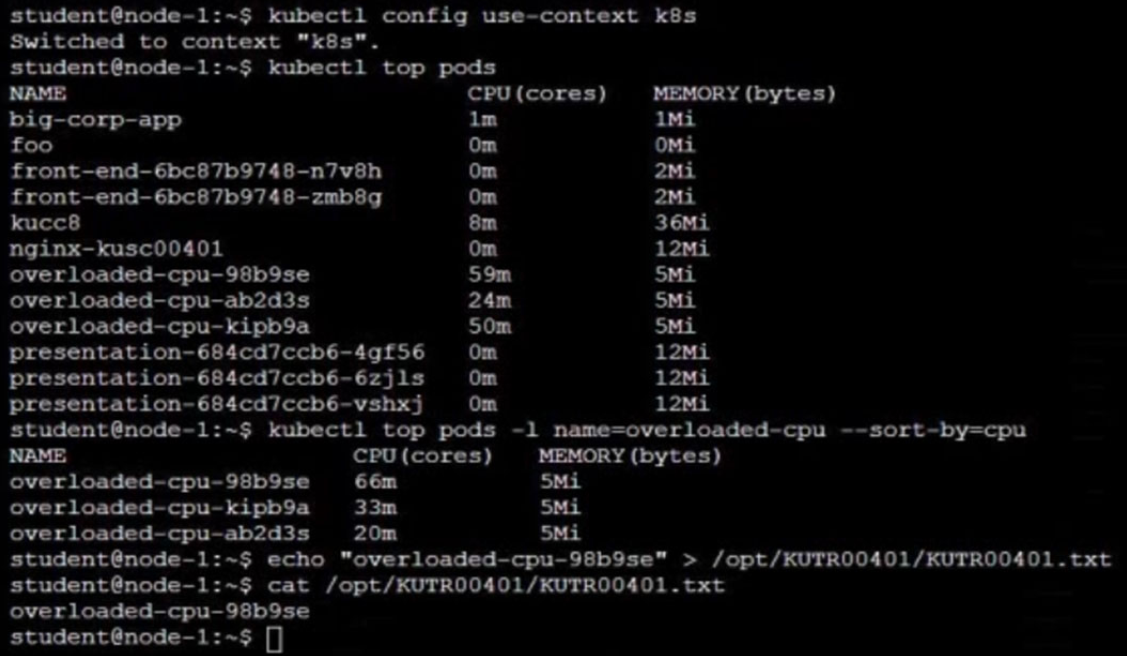 student@node-1:~$ kubectl config use-context k8s
Switched to context "k8s".
student@node-1:~$ kubectl top pods
NAME CPU(cores) MEMORY(bytes)
big-corp-app 1m 1Mi
foo 0m 0Mi
front-end-6bc87b9748-n7v8h 0m 2Mi
front-end-6bc87b9748-zmb8g 0m 2Mi
kucc8 8m 36Mi
nginx-kusc00401 0m 12Mi
overloaded-cpu-98b9se 59m 5Mi
overloaded-cpu-ab2d3s 24m 5Mi
overloaded-cpu-kipb9a 50m 5Mi
presentation-684cd7ccb6-4gf56 0m 12Mi
presentation-684cd7ccb6-6zjls 0m 12Mi
presentation-684cd7ccb6-vshxj 0m 12Mi
student@node-1:~$ kubectl top pods -l name=overloaded-cpu --sort-by=cpu
NAME CPU(cores) MEMORY(bytes)
overloaded-cpu-98b9se 66m 5Mi
overloaded-cpu-kipb9a 33m 5Mi
overloaded-cpu-ab2d3s 20m 5Mi
student@node-1:~$ echo "overloaded-cpu-98b9se" > /opt/KUTR00401/KUTR00401.txt
student@node-1:~$ cat /opt/KUTR00401/KUTR00401.txt
overloaded-cpu-98b9se
student@node-1:~$